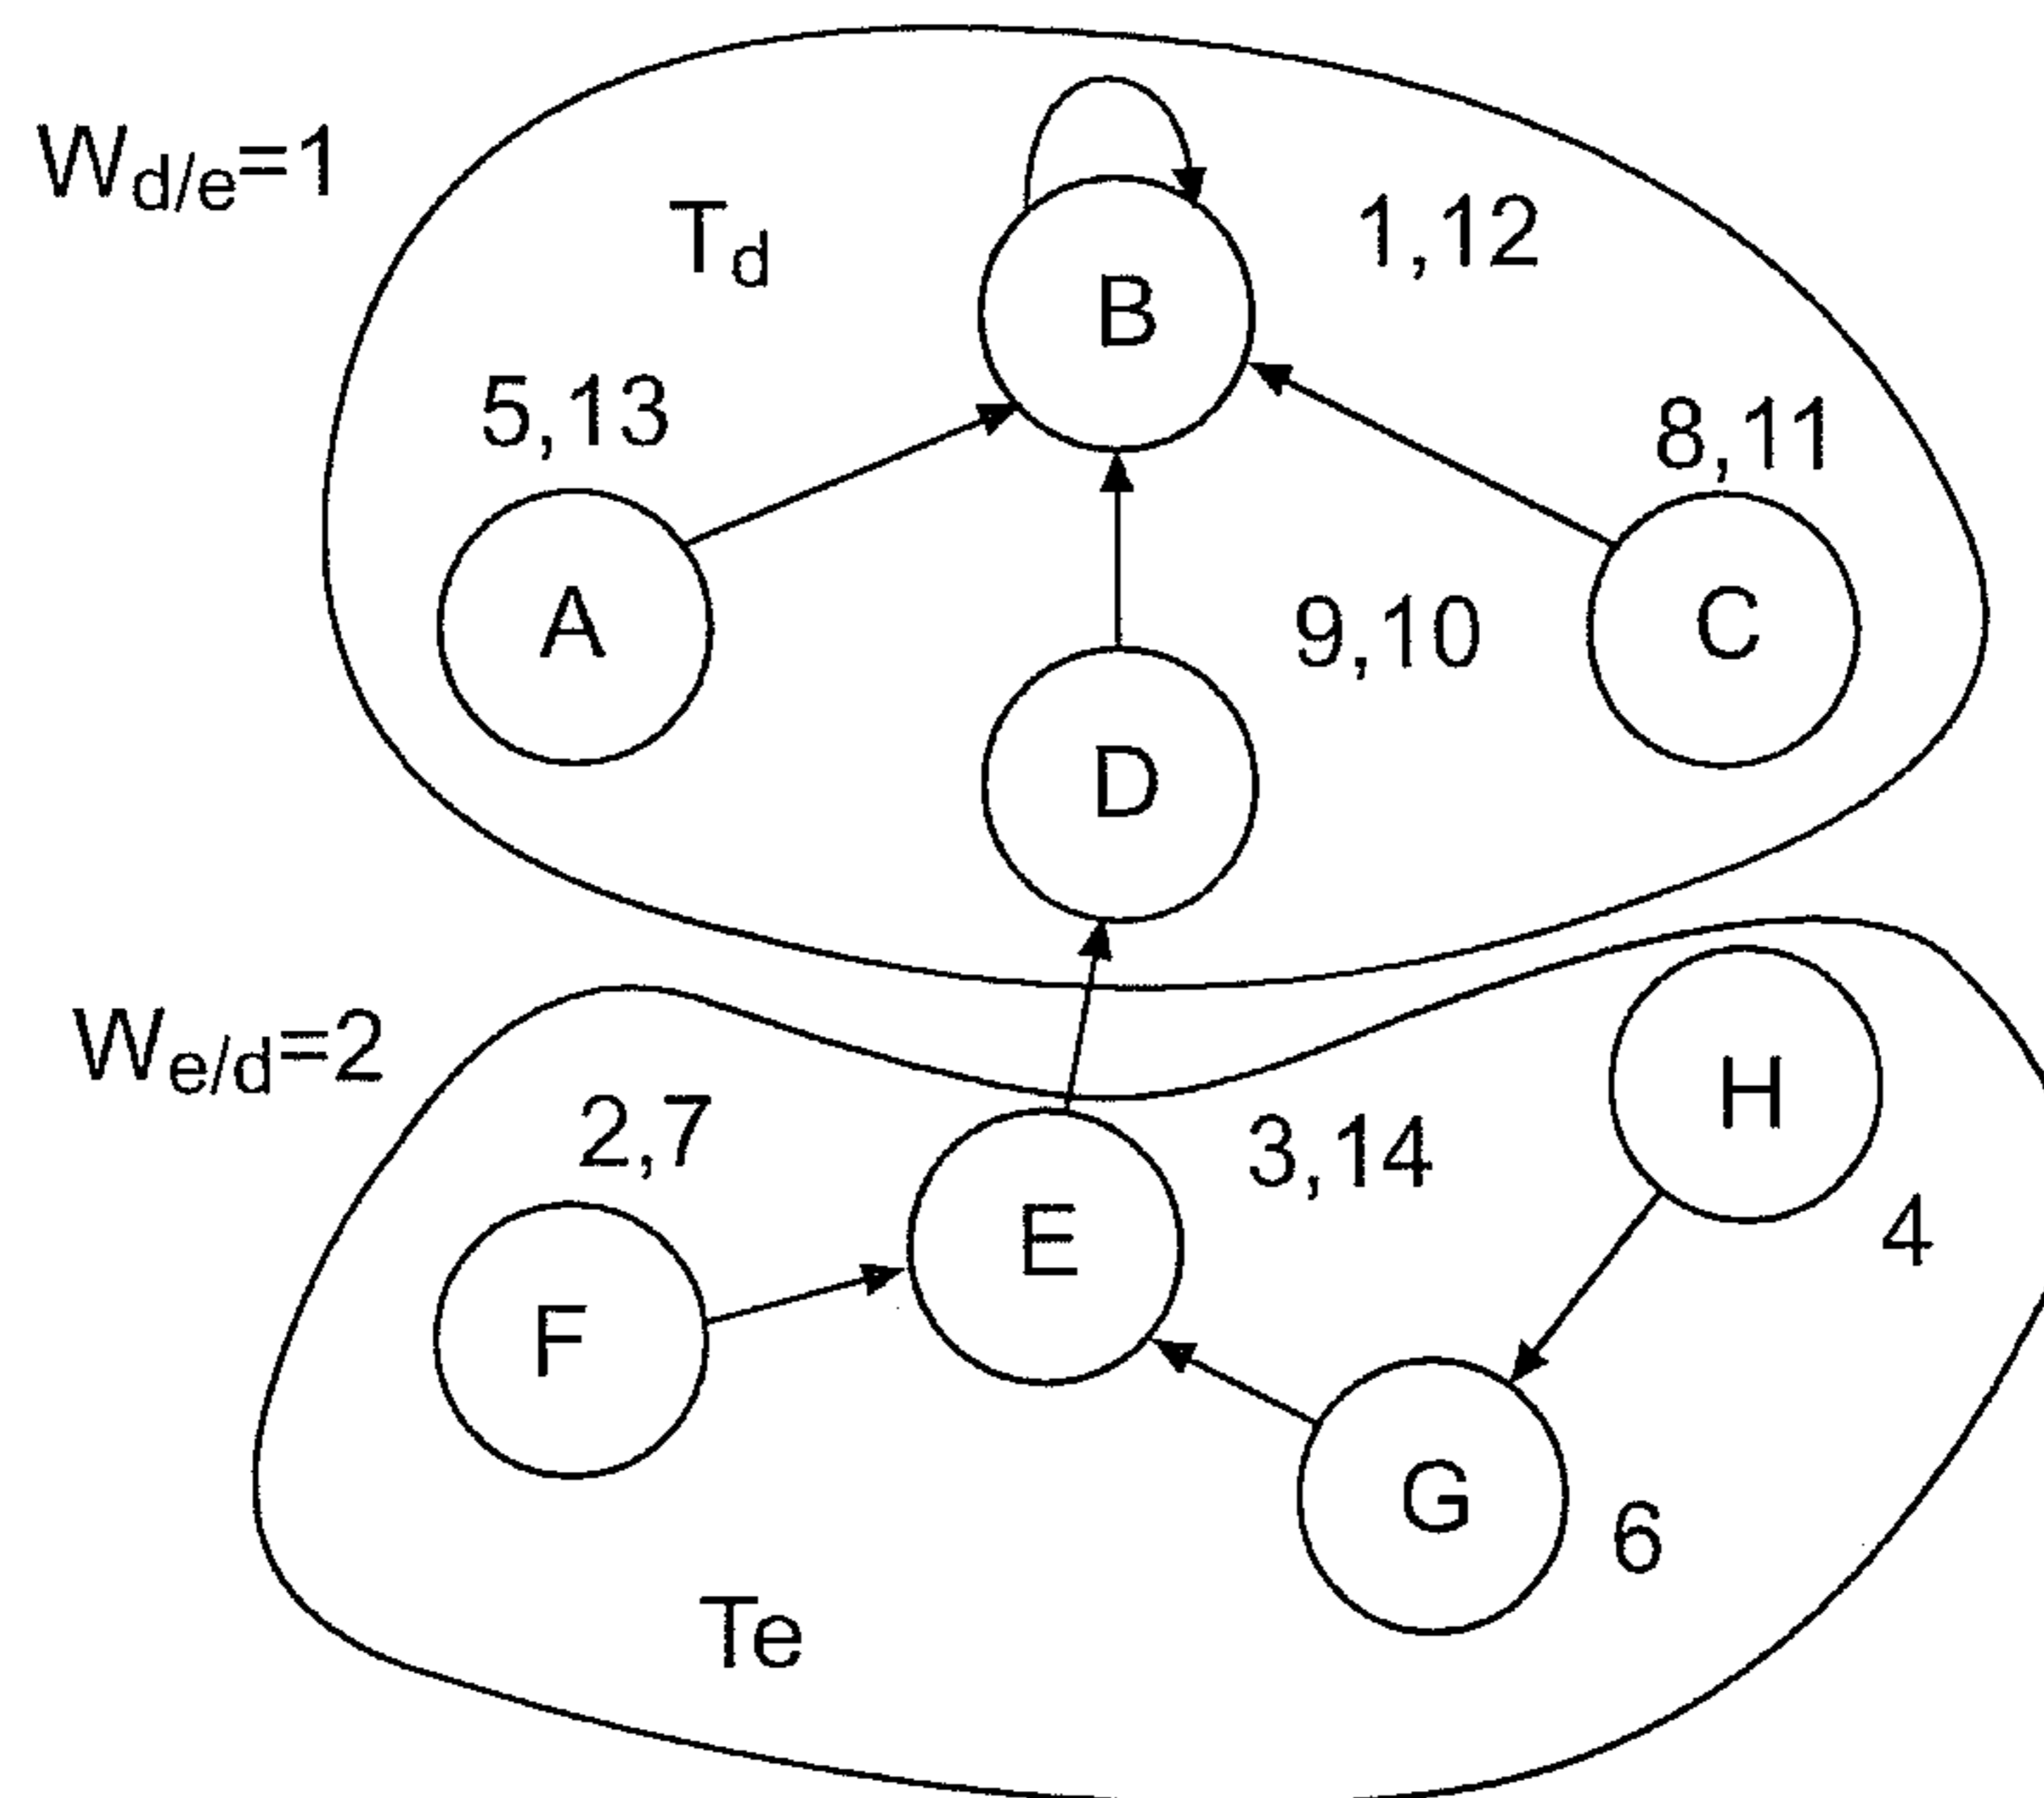 Wd/e=1
Td
1,12
B
5,13
8,11
A
9,10
C
D
We/d=2
2,7
3,14
H
4
E
F
G
6
Te